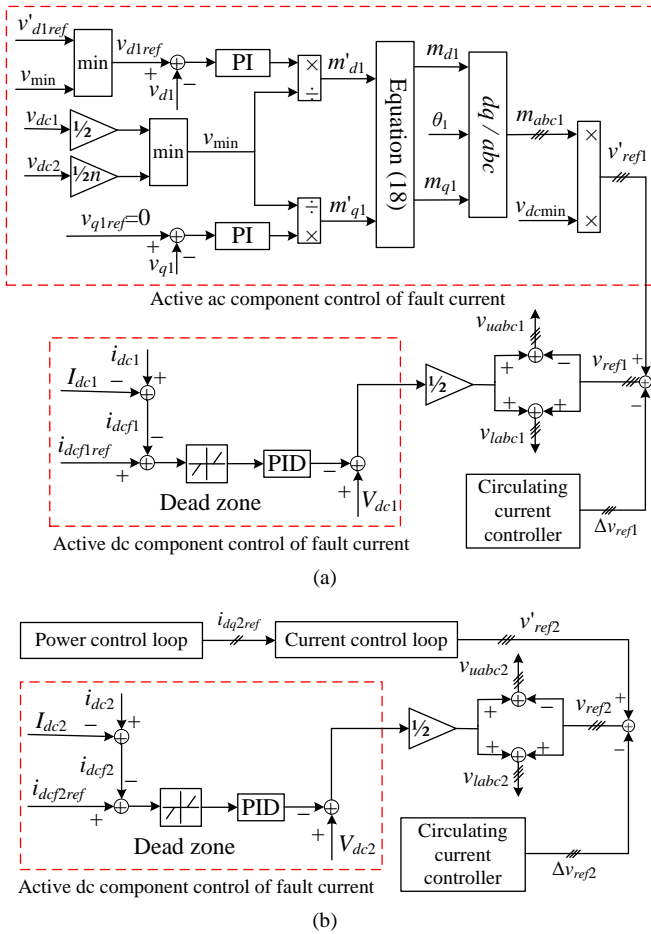 v'd1ref
vmin
min
vd1ref
+
−
vd1
PI
×
÷
m'd1
Equation (18)
md1
θ1
mq1
dq / abc
mabc1
vdcmin
×
×
v'ref1
vdc1
½
vdc2
½n
min
vmin
vq1ref=0
+
−
vq1
PI
÷
×
m'q1
Active ac component control of fault current
idc1
Idc1
−
+
idcf1
−
idcf1ref
+
Dead zone
PID
−
+
Vdc1
Active dc component control of fault current
½
vuabc1
+
−
+
+
vlabc1
vref1
+
−
Circulating
current
controller
Δvref1
(a)
Power control loop
idq2ref
Current control loop
v'ref2
idc2
Idc2
−
+
idcf2
−
idcf2ref
+
Dead zone
PID
−
+
Vdc2
Active dc component control of fault current
½
vuabc2
+
−
+
+
vlabc2
vref2
+
−
Circulating
current
controller
Δvref2
(b)